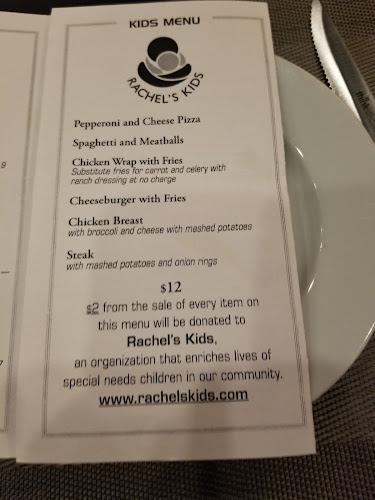 KIDS MENU
RACHEL'S KIDS
Pepperoni and Cheese Pizza
Spaghetti and Meatballs
Chicken Wrap with Fries
Substitute fries for carrot and celery with
ranch dressing at no charge
Cheeseburger with Fries
Chicken Breast
with broccoli and cheese with mashed potatoes
Steak
with mashed potatoes and onion rings
$12
$2 from the sale of every item on
this menu will be donated to
Rachel's Kids,
an organization that enriches lives of
special needs children in our community.
www.rachelskids.com